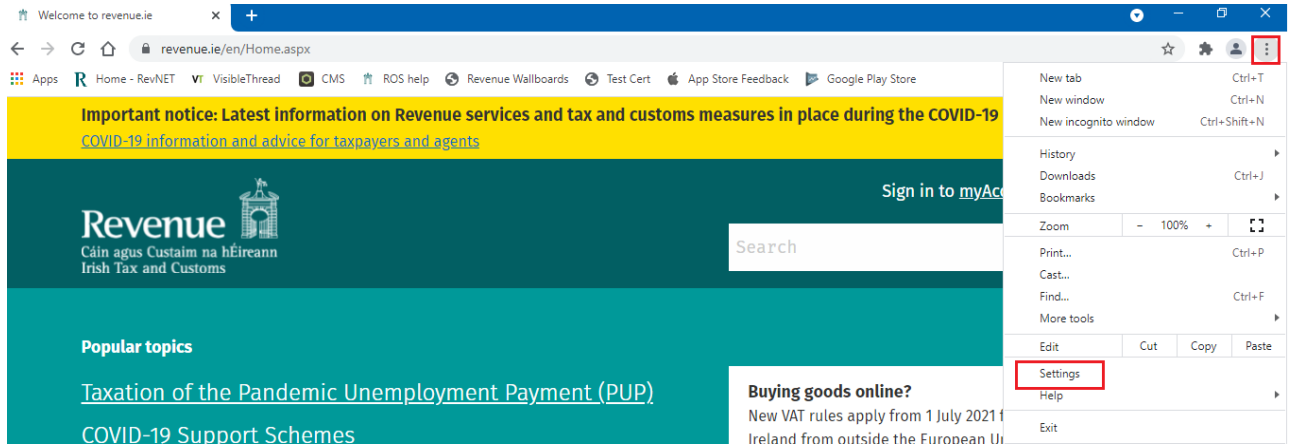 Welcome to revenue.ie
revenue.ie/en/Home.aspx
Apps Home - RevNET VisibleThread CMS ROS help Revenue Wallboards Test Cert App Store Feedback Google Play Store
Important notice: Latest information on Revenue services and tax and customs measures in place during the COVID-19
COVID-19 information and advice for taxpayers and agents
Revenue
Cáin agus Custaim na hÉireann
Irish Tax and Customs
Sign in to myAcc
Search
Popular topics
Taxation of the Pandemic Unemployment Payment (PUP)
COVID-19 Support Schemes
Buying goods online?
New VAT rules apply from 1 July 2021 f
Ireland from outside the European Un
New tab Ctrl+T
New window Ctrl+N
New incognito window Ctrl+Shift+N
History
Downloads Ctrl+J
Bookmarks
Zoom - 100% +
Print... Ctrl+P
Cast...
Find... Ctrl+F
More tools
Edit Cut Copy Paste
Settings
Help
Exit